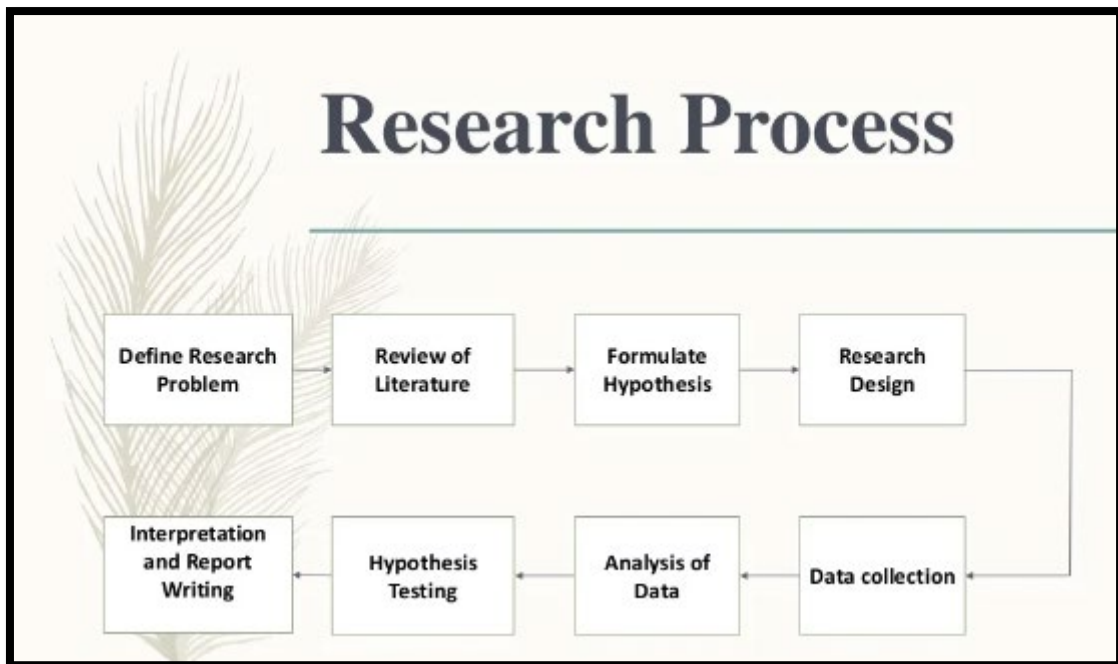 Research Process
Define Research
Problem
Review of
Literature
Formulate
Hypothesis
Research
Design
Data collection
Analysis of
Data
Hypothesis
Testing
Interpretation
and Report
Writing